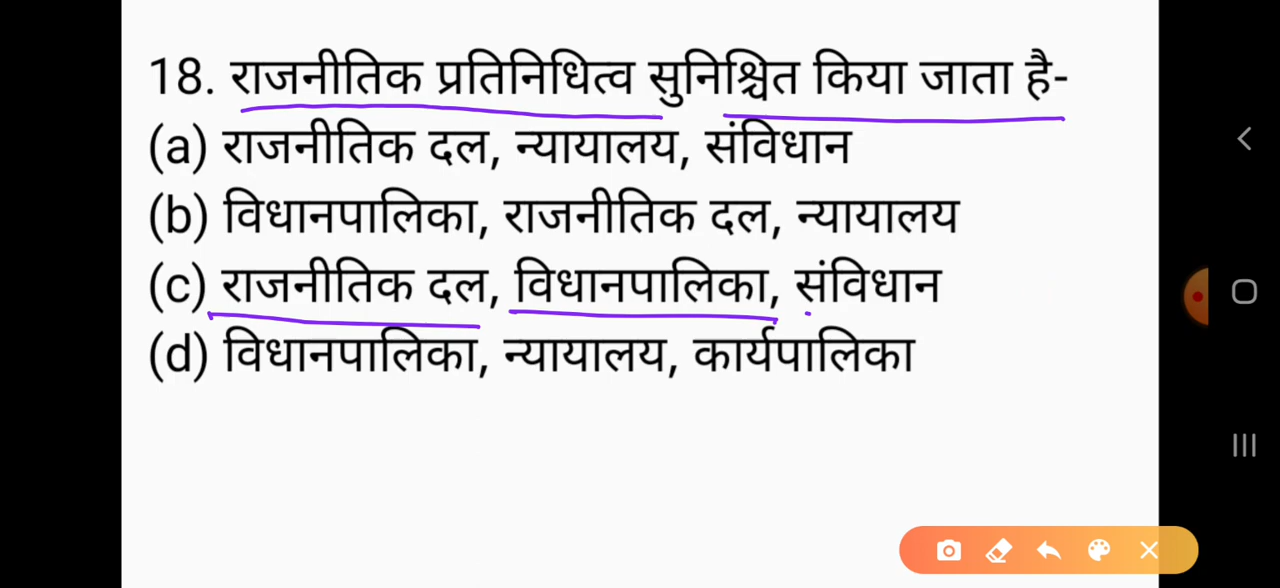 18. राजनीतिक प्रतिनिधित्व सुनिश्चित किया जाता है-
(a) राजनीतिक दल, न्यायालय, संविधान
(b) विधानपालिका, राजनीतिक दल, न्यायालय
(c) राजनीतिक दल, विधानपालिका, संविधान
(d) विधानपालिका, न्यायालय, कार्यपालिका